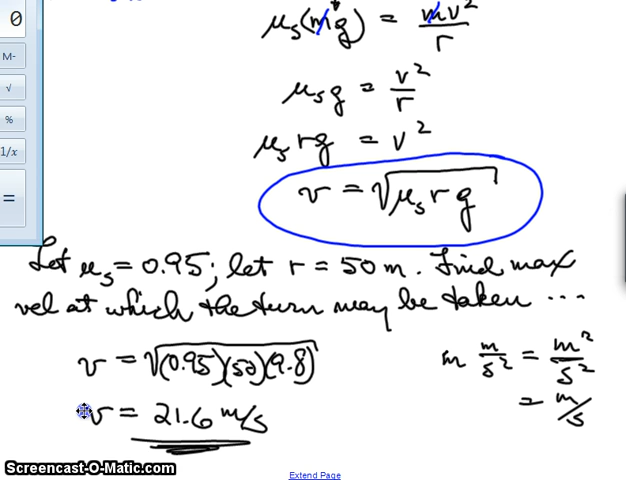 0
M-
√
%
1/x
=
μₛ(mg) = mv²/r
μₛg = v²/r
μₛ rg = v²
v = √μₛ r g
Let μₛ = 0.95; let r = 50 m. Find max
vel at which the turn may be taken ...
v = √(0.95)(50)(9.8)
m m/s² = m²/s²
= m/s
v = 21.6 m/s
Screencast-O-Matic.com
Extend Page